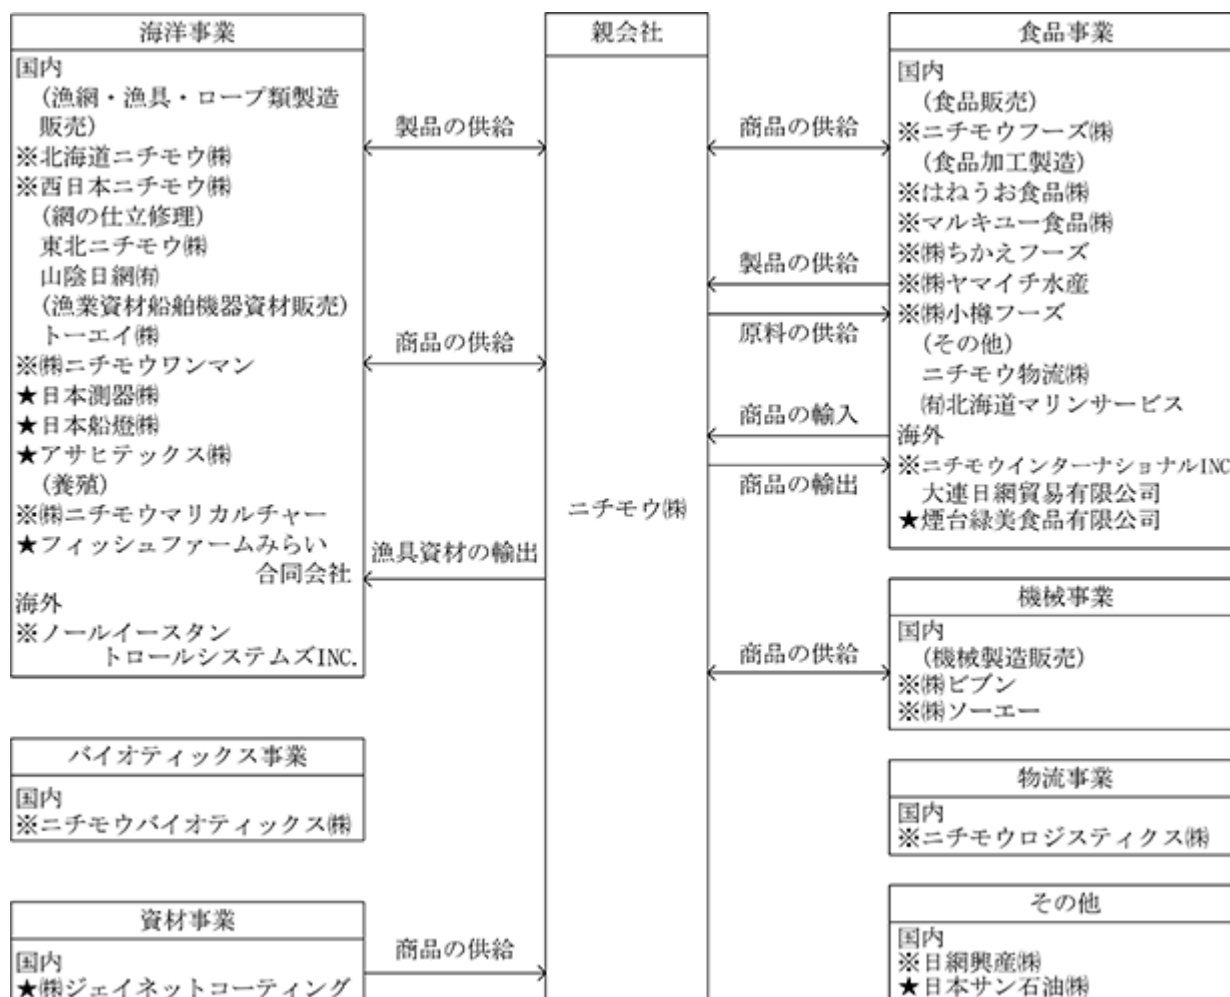 海洋事業
国内
(漁網・漁具・ロープ類製造
販売)
※北海道ニチモウ㈱
※西日本ニチモウ㈱
(網の仕立修理)
東北ニチモウ㈱
山陰日網㈲
(漁業資材船舶機器資材販売)
トーエイ㈱
※㈱ニチモウワンマン
★日本測器㈱
★日本船燈㈱
★アサヒテックス㈱
(養殖)
※㈱ニチモウマリカルチャー
★フィッシュファームみらい
合同会社
海外
※ノールイースタン
トロールシステムズINC.
バイオティックス事業
国内
※ニチモウバイオティックス㈱
資材事業
国内
★㈱ジェイネットコーティング
製品の供給
商品の供給
漁具資材の輸出
商品の供給
親会社
ニチモウ㈱
商品の供給
製品の供給
原料の供給
商品の輸入
商品の輸出
商品の供給
食品事業
国内
(食品販売)
※ニチモウフーズ㈱
(食品加工製造)
※はねうお食品㈱
※マルキユー食品㈱
※㈱ちかえフーズ
※㈱ヤマイチ水産
※㈱小樽フーズ
(その他)
ニチモウ物流㈱
㈲北海道マリンサービス
海外
※ニチモウインターナショナルINC
大連日網貿易有限公司
★煙台緑美食品有限公司
機械事業
国内
(機械製造販売)
※㈱ビブン
※㈱ソーエー
物流事業
国内
※ニチモウロジスティクス㈱
その他
国内
※日網興産㈱
★日本サン石油㈱